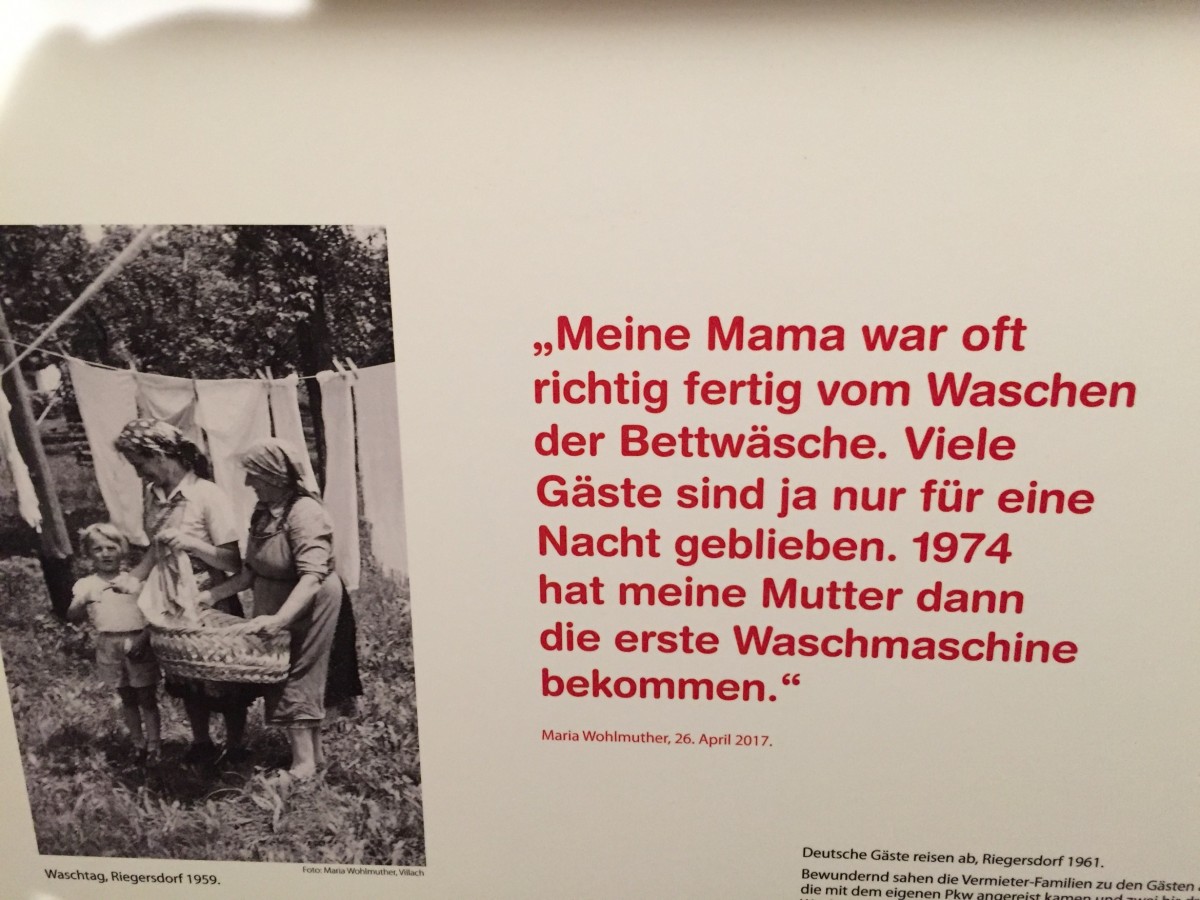 „Meine Mama war oft
richtig fertig vom Waschen
der Bettwäsche. Viele
Gäste sind ja nur für eine
Nacht geblieben. 1974
hat meine Mutter dann
die erste Waschmaschine
bekommen.“
Maria Wohlmuther, 26. April 2017.
Waschtag, Riegersdorf 1959.
Foto: Maria Wohlmuther, Villach
Deutsche Gäste reisen ab, Riegersdorf 1961.
Bewundernd sahen die Vermieter-Familien zu den Gästen
die mit dem eigenen Pkw angereist kamen und zwei bis